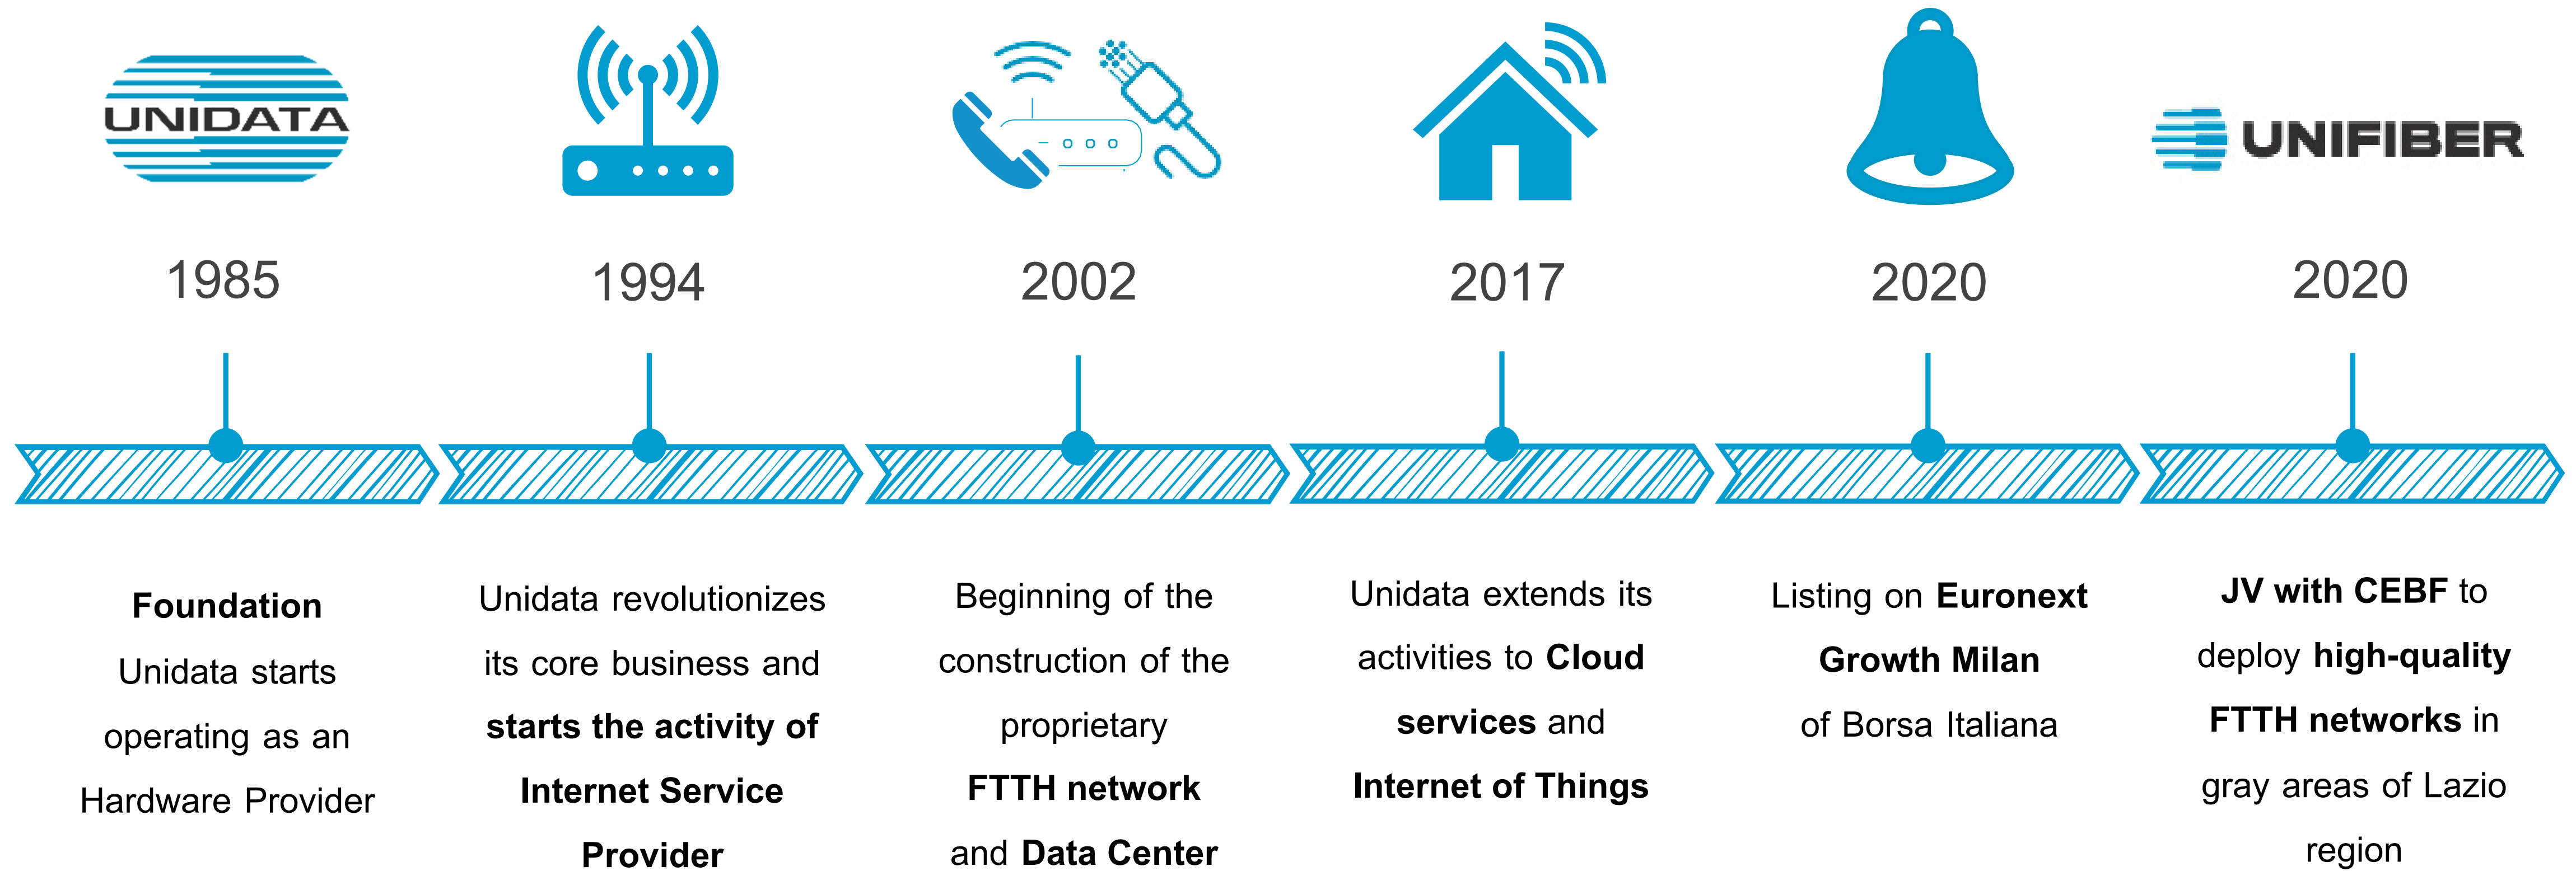 UNIDATA
1985
Foundation
Unidata starts
operating as an
Hardware Provider
1994
Unidata revolutionizes
its core business and
starts the activity of
Internet Service
Provider
2002
Beginning of the
construction of the
proprietary
FTTH network
and Data Center
2017
Unidata extends its
activities to Cloud
services and
Internet of Things
2020
Listing on Euronext
Growth Milan
of Borsa Italiana
UNIFIBER
2020
JV with CEBF to
deploy high-quality
FTTH networks in
gray areas of Lazio
region